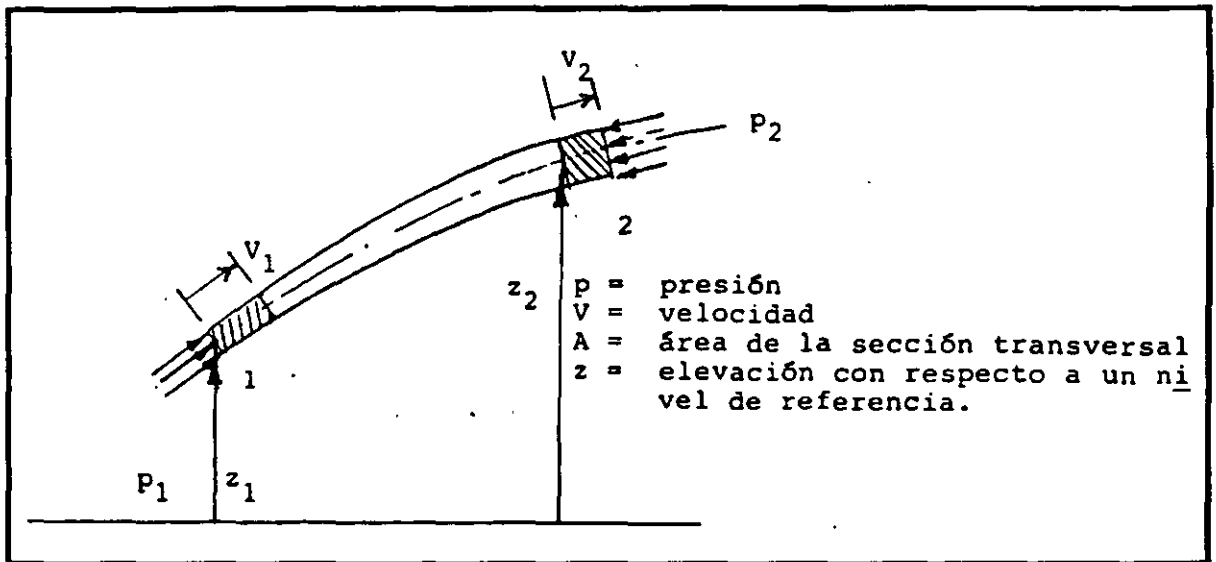 V₂
p₂
V₁
2
z₂
p = presión
V = velocidad
A = área de la sección transversal
z = elevación con respecto a un ni
vel de referencia.
1
p₁
z₁